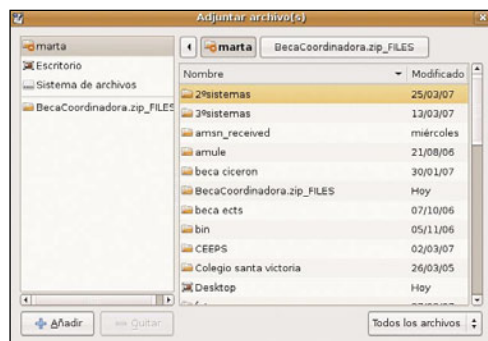 Adjuntar archivo(s)
marta
Escritorio
Sistema de archivos
BecaCoordinadora.zip_FILES
marta BecaCoordinadora.zip_FILES
Nombre Modificado
2ºsistemas 25/03/07
3ºsistemas 13/03/07
amsn_received miércoles
amule 21/08/06
beca ciceron 30/01/07
BecaCoordinadora.zip_FILES Hoy
beca ects 07/10/06
bin 05/11/06
CEEPS 02/03/07
Colegio santa victoria 26/03/05
Desktop Hoy
Añadir Quitar Todos los archivos